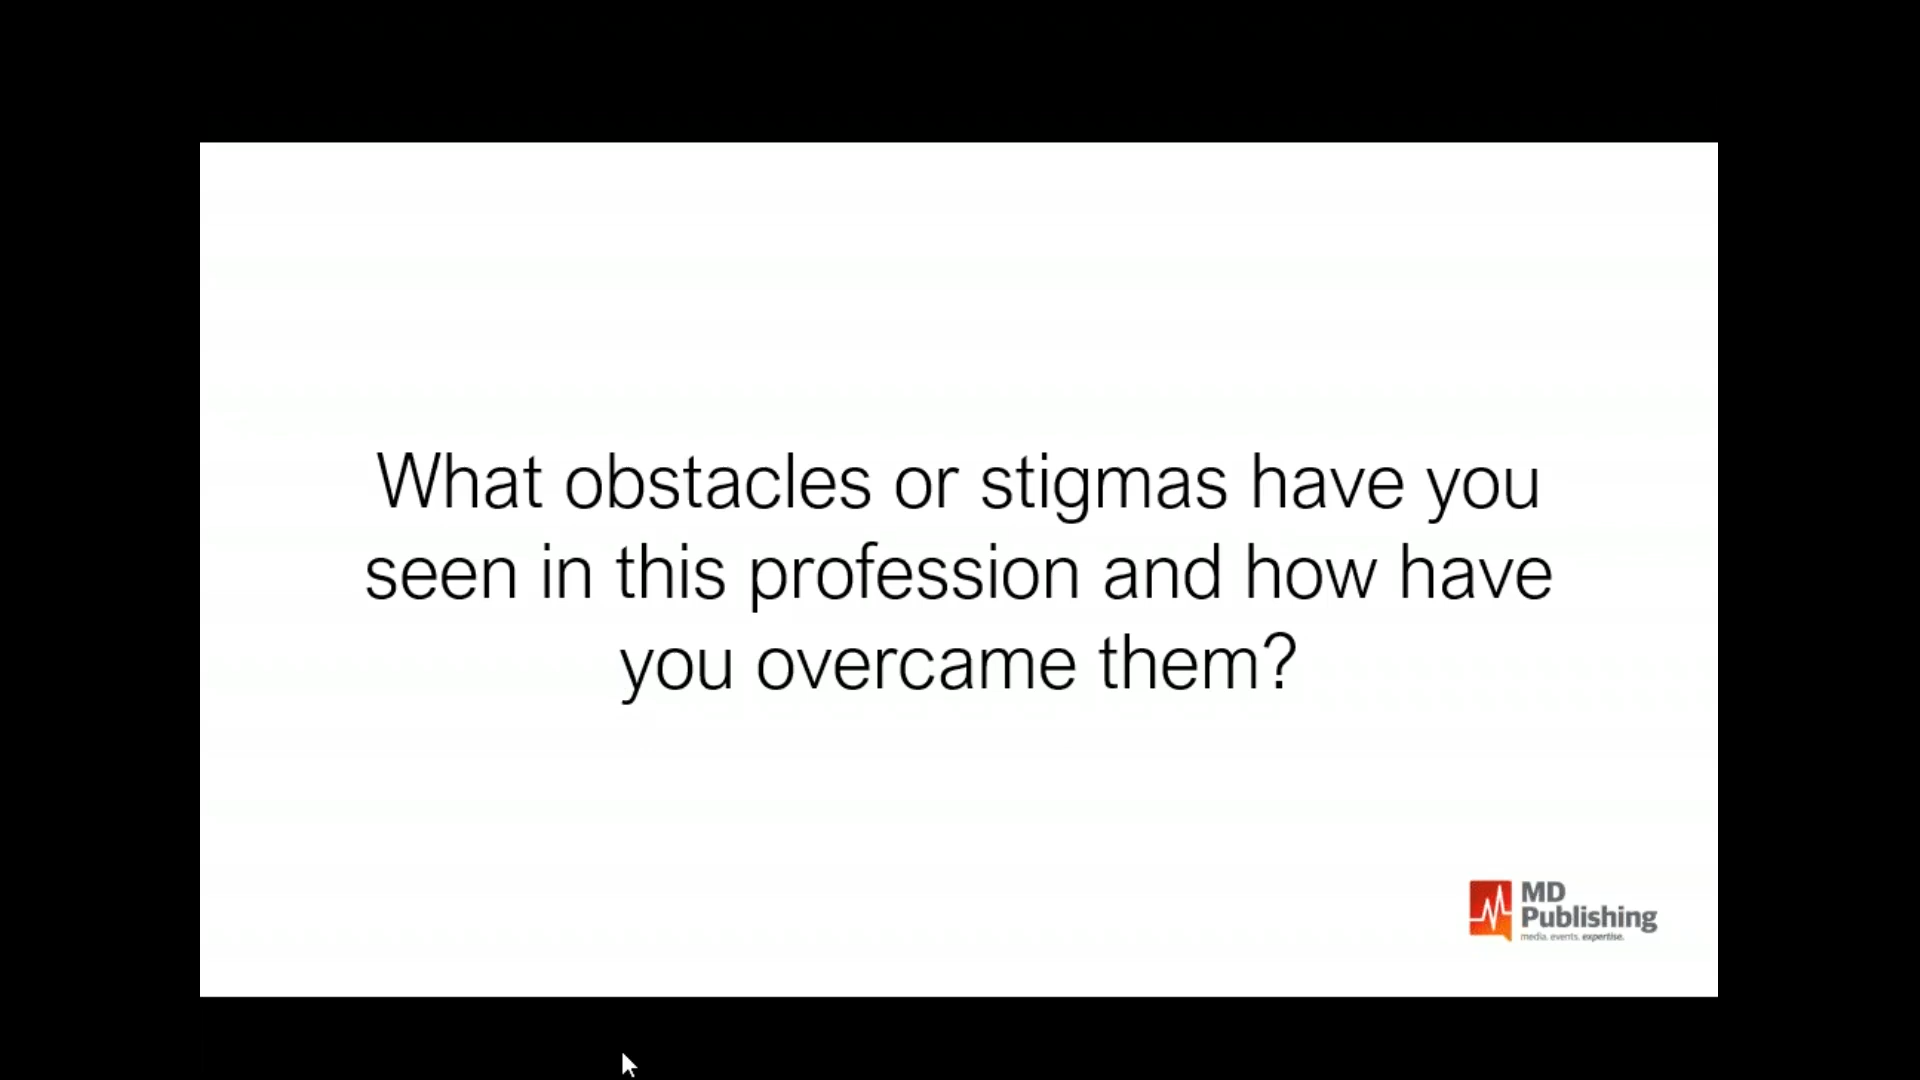 What obstacles or stigmas have you
seen in this profession and how have
you overcame them?
MD
Publishing
media. events. expertise.